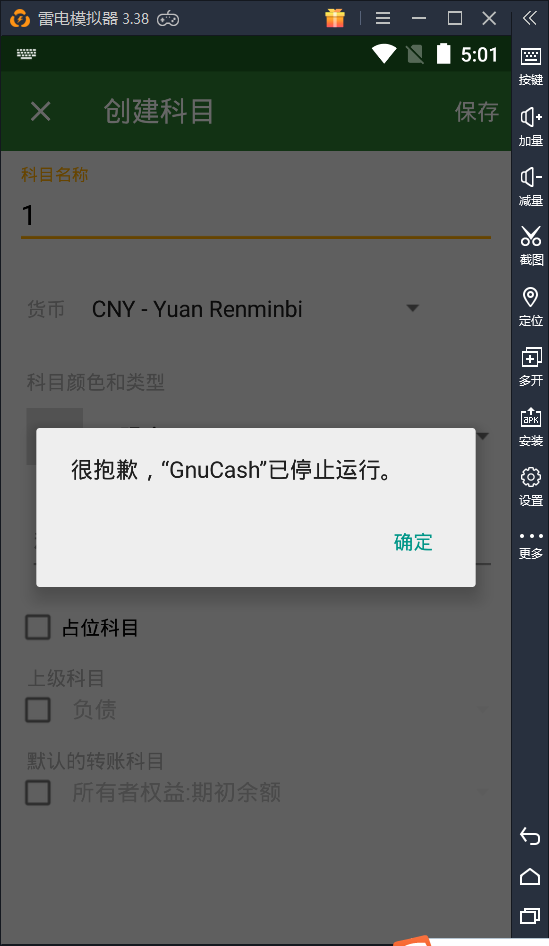 雷电模拟器 3.38
5:01
创建科目
保存
科目名称
1
货币
CNY - Yuan Renminbi
科目颜色和类型
很抱歉，“GnuCash”已停止运行。
确定
占位科目
上级科目
负债
默认的转账科目
所有者权益:期初余额
按键
加量
减量
截图
定位
多开
APK
安装
设置
更多